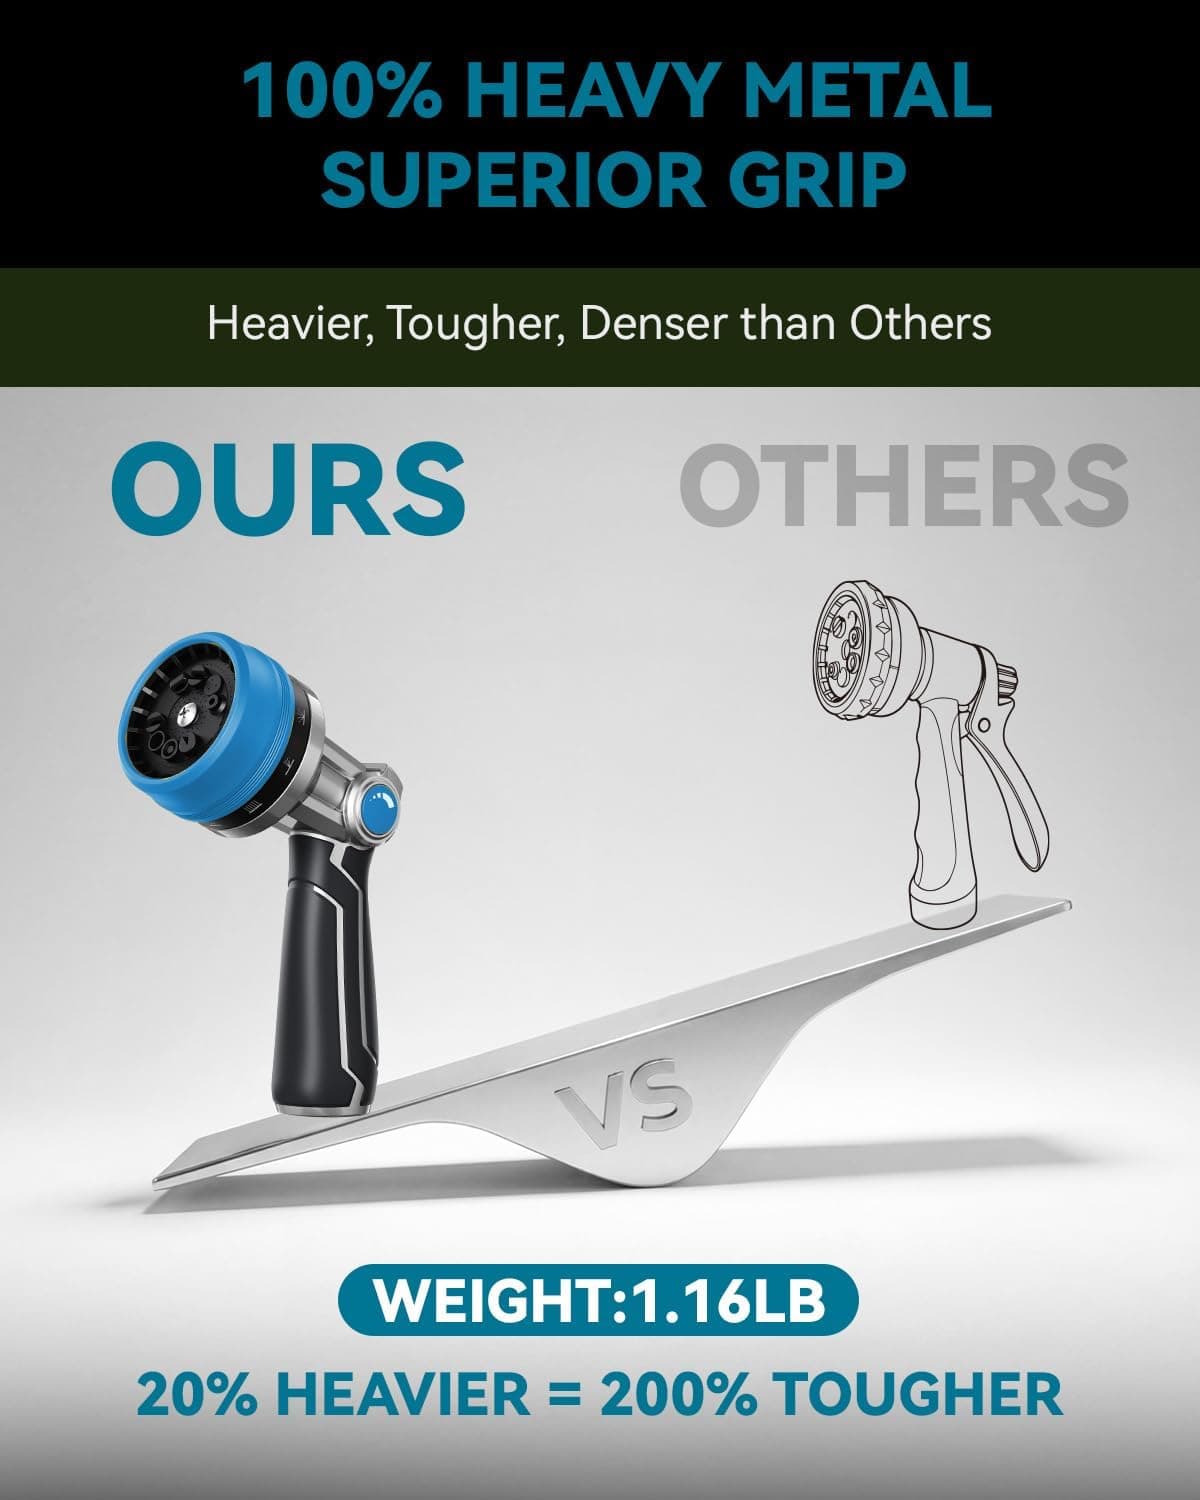 100% HEAVY METAL
SUPERIOR GRIP
Heavier, Tougher, Denser than Others
OURS
OTHERS
VS
WEIGHT:1.16LB
20% HEAVIER = 200% TOUGHER